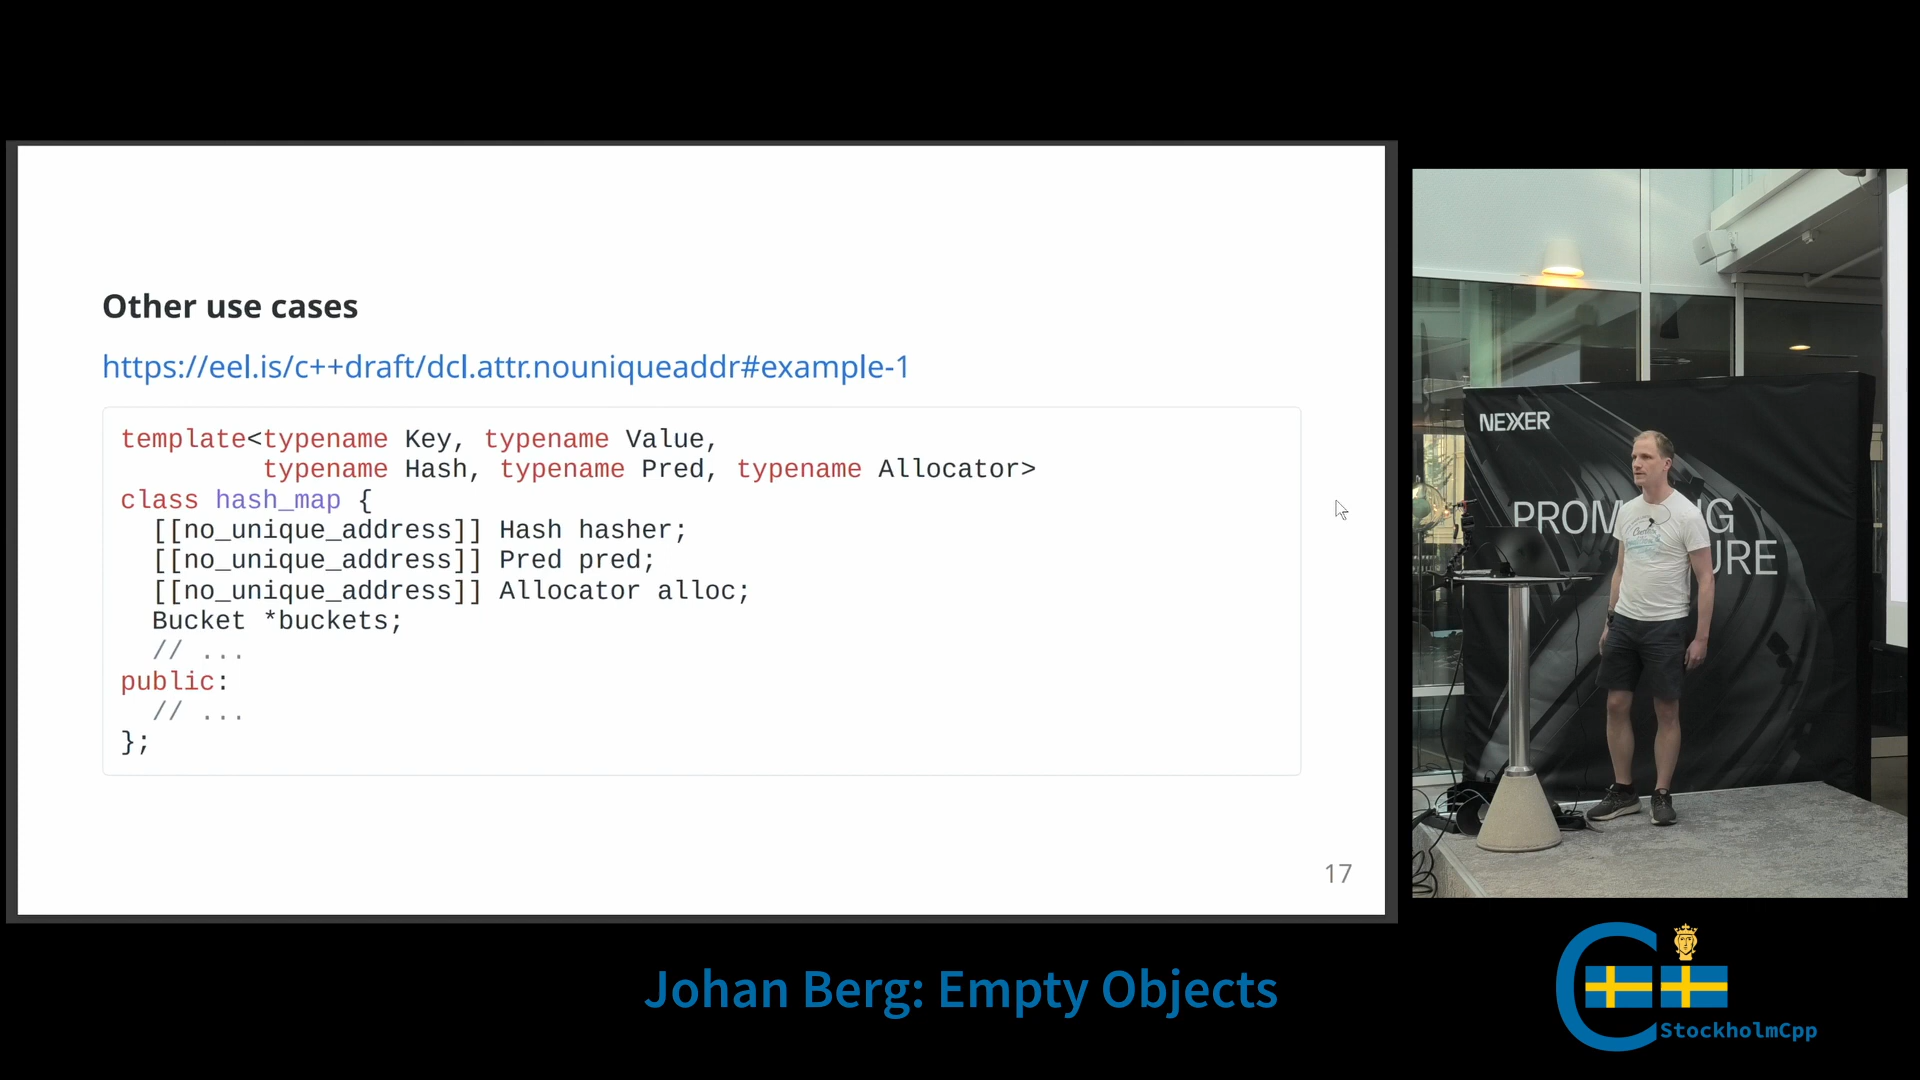 Other use cases
https://eel.is/c++draft/dcl.attr.nouniqueaddr#example-1
template<typename Key, typename Value,
         typename Hash, typename Pred, typename Allocator>
class hash_map {
  [[no_unique_address]] Hash hasher;
  [[no_unique_address]] Pred pred;
  [[no_unique_address]] Allocator alloc;
  Bucket *buckets;
  // ...
public:
  // ...
};
17
NEXER
Johan Berg: Empty Objects
StockholmCpp